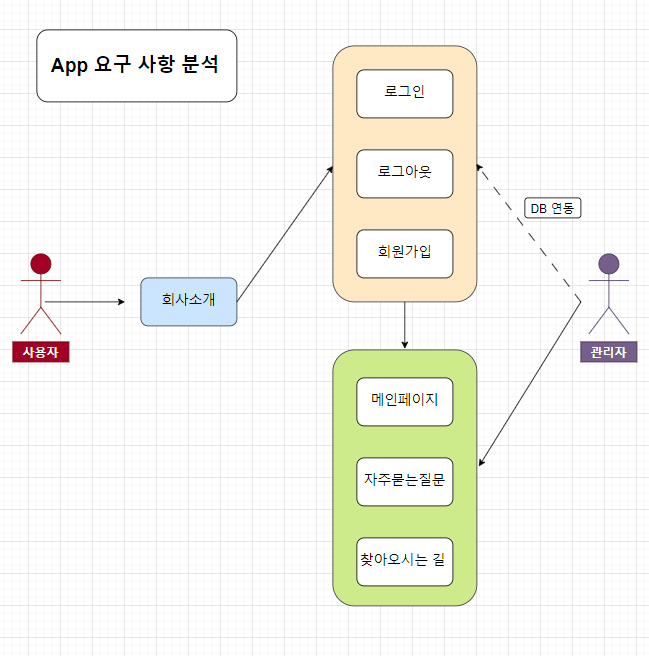 App 요구 사항 분석
로그인
로그아웃
회원가입
DB 연동
회사소개
사용자
관리자
메인페이지
자주묻는질문
찾아오시는 길